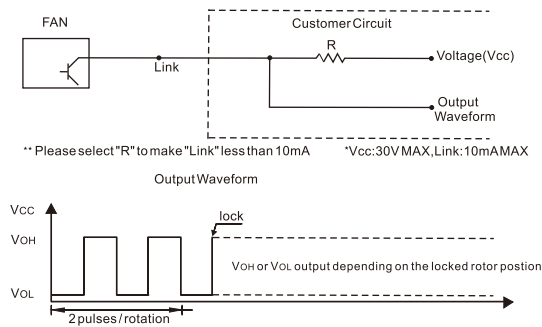 FAN
Customer Circuit
R
Voltage(Vcc)
Link
Output
Waveform
** Please select "R" to make "Link" less than 10mA
*Vcc:30V MAX, Link:10mA MAX
Output Waveform
VCC
lock
VOH
VOH or VOL output depending on the locked rotor postion
VOL
2 pulses/rotation